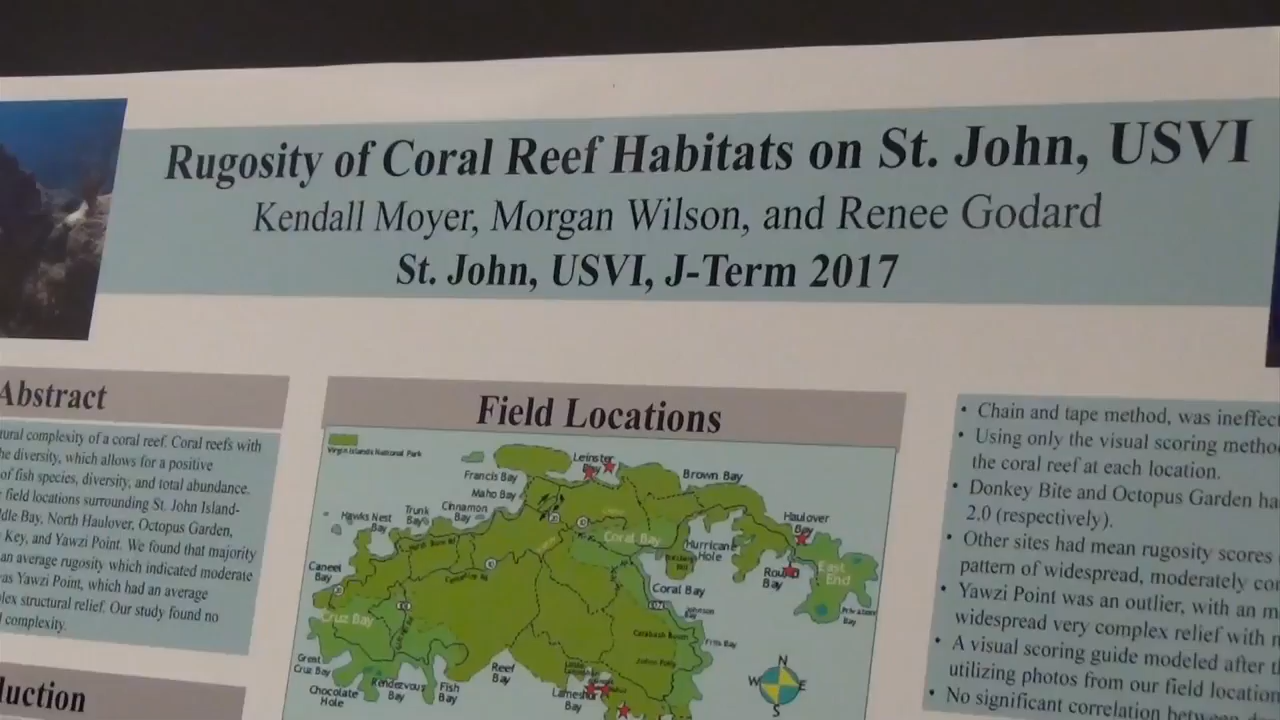 Rugosity of Coral Reef Habitats on St. John, USVI
Kendall Moyer, Morgan Wilson, and Renee Godard
St. John, USVI, J-Term 2017
Abstract
tural complexity of a coral reef. Coral reefs with
he diversity, which allows for a positive
of fish species, diversity, and total abundance.
field locations surrounding St. John Island-
dle Bay, North Haulover, Octopus Garden,
Key, and Yawzi Point. We found that majority
an average rugosity which indicated moderate
as Yawzi Point, which had an average
lex structural relief. Our study found no
complexity.
duction
Field Locations
Virgin Islands National Park
Leinster
Bay
Francis Bay
Brown Bay
Maho Bay
Cinnamon
Bay
Trunk
Bay
Hawks Nest
Bay
Haulover
Bay
Coral Bay
Hurricane
Hole
Caneel
Bay
Round
Bay
East
End
Coral Bay
Johnson
Bay
Privateer
Bay
Cruz Bay
Great
Cruz Bay
Chocolate
Hole
Rendezvous
Bay
Fish
Bay
Reef
Bay
Lameshur
Bay
N
W
E
S
• Chain and tape method, was ineffect
• Using only the visual scoring metho
the coral reef at each location.
• Donkey Bite and Octopus Garden ha
2.0 (respectively).
• Other sites had mean rugosity scores
pattern of widespread, moderately co
• Yawzi Point was an outlier, with an m
widespread very complex relief with
• A visual scoring guide modeled after t
utilizing photos from our field location
• No significant correlation between